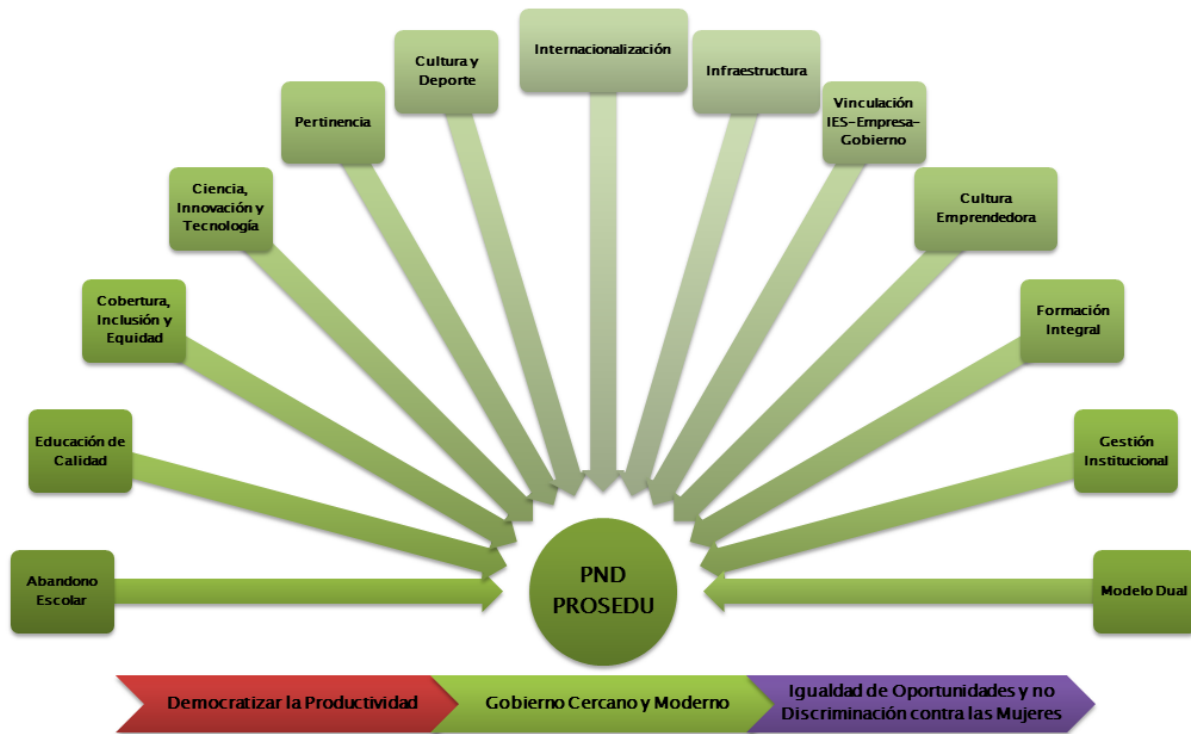 Internacionalización
Cultura y
Deporte
Infraestructura
Pertinencia
Vinculación
IES-Empresa-
Gobierno
Ciencia,
Innovación y
Tecnología
Cultura
Emprendedora
Cobertura,
Inclusión y
Equidad
Formación
Integral
Educación de
Calidad
Gestión
Institucional
Abandono
Escolar
PND
PROSEDU
Modelo Dual
Democratizar la Productividad
Gobierno Cercano y Moderno
Igualdad de Oportunidades y no
Discriminación contra las Mujeres